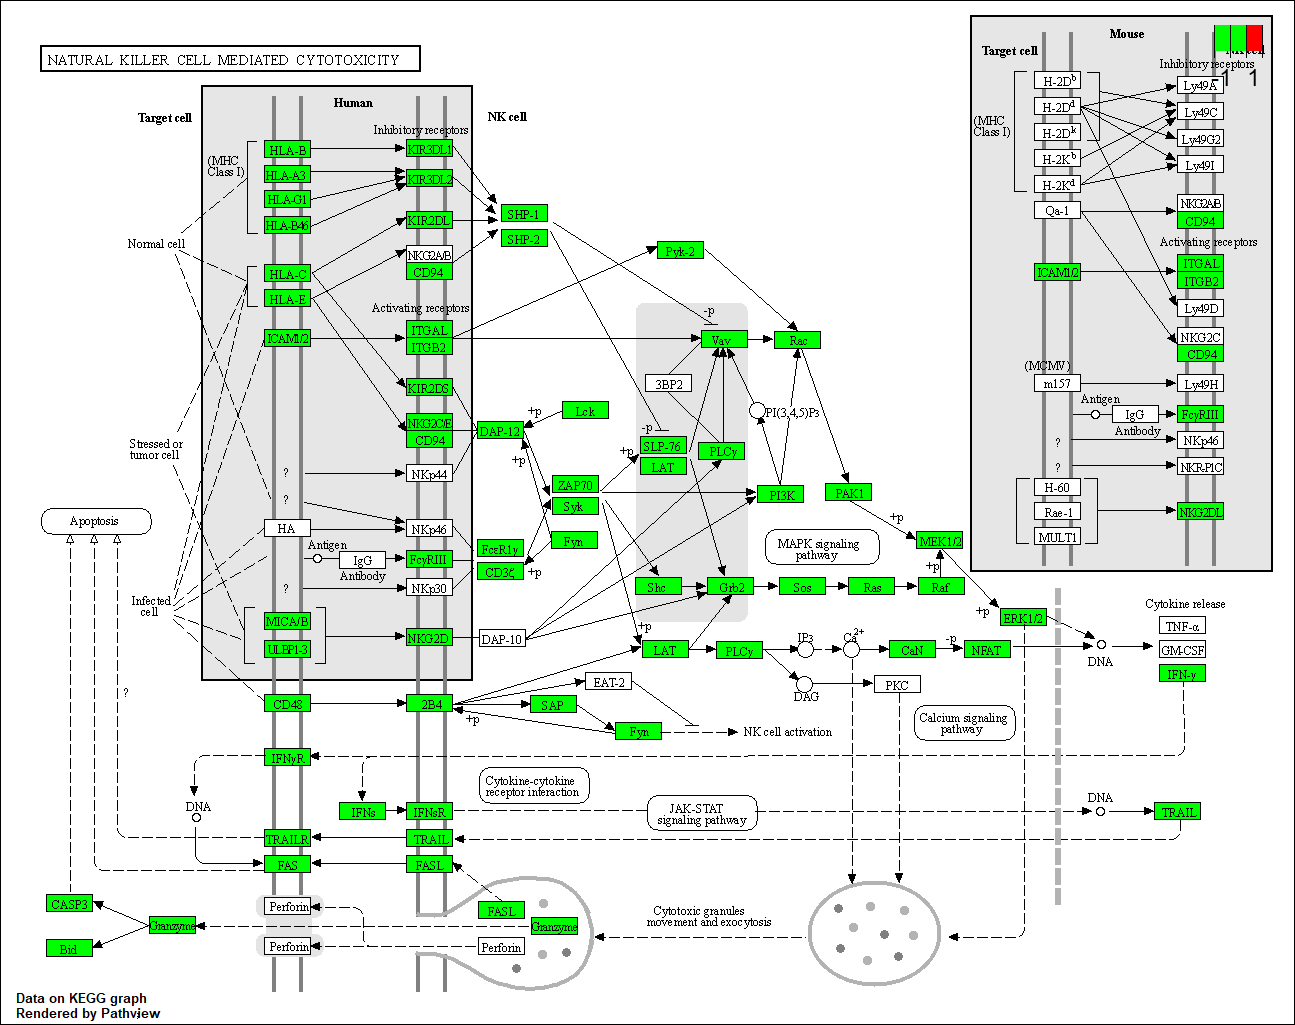 NATURAL KILLER CELL MEDIATED CYTOTOXICITY
Target cell
Human
NK cell
Inhibitory receptors
(MHC
Class I)
HLA-B
HLA-A3
HLA-G1
HLA-B46
KIR3DL1
KIR3DL2
KIR2DL
NKG2A/B
CD94
SHP-1
SHP-2
Normal cell
HLA-C
HLA-E
ICAM1/2
Activating receptors
ITGAL
ITGB2
KIR2DS
NKG2C/E
CD94
Pyk-2
-p
Vav
Rac
3BP2
PI(3,4,5)P3
DAP-12
+p
Lck
+p
Stressed or
tumor cell
?
NKp44
?
HA
NKp46
Antigen
IgG
Antibody
FcγRIII
?
NKp30
Infected
cell
MICA/B
ULBP1-3
NKG2D
DAP-10
ZAP70
Syk
Fyn
FcεR1γ
CD3ζ
+p
+p
-p
SLP-76
LAT
PLCγ
PI3K
PAK1
+p
MAPK signaling
pathway
MEK1/2
+p
Shc
Grb2
Sos
Ras
Raf
+p
ERK1/2
+p
LAT
PLCγ
IP3
Ca2+
DAG
CaN
-p
NFAT
PKC
DNA
Cytokine release
TNF-α
GM-CSF
IFN-γ
Apoptosis
?
CD48
2B4
+p
EAT-2
SAP
Fyn
NK cell activation
Calcium signaling
pathway
IFNγR
DNA
IFNs
IFNsR
Cytokine-cytokine
receptor interaction
JAK-STAT
signaling pathway
DNA
TRAIL
TRAILR
TRAIL
FAS
FASL
CASP3
Bid
Granzyme
Perforin
Perforin
FASL
Granzyme
Perforin
Cytotoxic granules
movement and exocytosis
Mouse
Target cell
-1
1
Inhibitory receptors
(MHC
Class I)
H-2Db
H-2Dd
H-2Dk
H-2Kb
H-2Kd
Qa-1
Ly49A
Ly49C
Ly49G2
Ly49I
NKG2A/B
CD94
Activating receptors
ICAM1/2
ITGAL
ITGB2
Ly49D
NKG2C
CD94
(MCMV)
m157
Ly49H
Antigen
IgG
Antibody
FcγRIII
?
NKp46
?
NKR-P1C
H-60
Rae-1
MULT1
NKG2DL
Data on KEGG graph
Rendered by Pathview